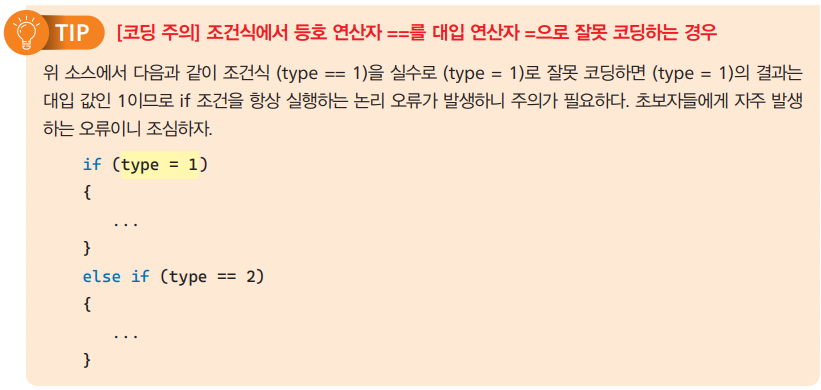 TIP [코딩 주의] 조건식에서 등호 연산자 ==를 대입 연산자 =으로 잘못 코딩하는 경우
위 소스에서 다음과 같이 조건식 (type == 1)을 실수로 (type = 1)로 잘못 코딩하면 (type = 1)의 결과는
대입 값인 1이므로 if 조건을 항상 실행하는 논리 오류가 발생하니 주의가 필요하다. 초보자들에게 자주 발생
하는 오류이니 조심하자.
if (type = 1)
{
...
}
else if (type == 2)
{
...
}